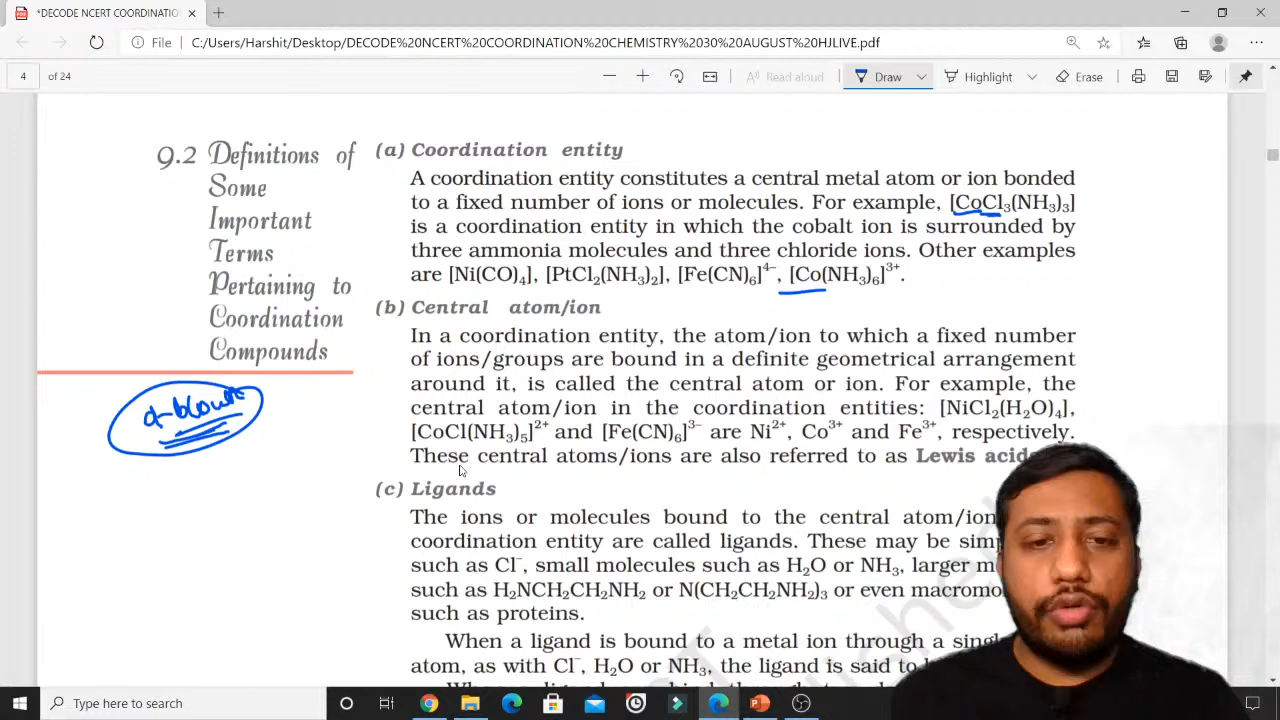 *DECODE NCERT COORDINATION
File C:/Users/Harshit/Desktop/DECODE%20NCERT%20COORDINATION%20CHEMISTRY%2030%20AUGUST%20HJLIVE.pdf
4 of 24 Read aloud Draw Highlight Erase
9.2 Definitions of
Some
Important
Terms
Pertaining to
Coordination
Compounds
d-block
(a) Coordination entity
A coordination entity constitutes a central metal atom or ion bonded
to a fixed number of ions or molecules. For example, [CoCl₃(NH₃)₃]
is a coordination entity in which the cobalt ion is surrounded by
three ammonia molecules and three chloride ions. Other examples
are [Ni(CO)₄], [PtCl₂(NH₃)₂], [Fe(CN)₆]⁴⁻, [Co(NH₃)₆]³⁺.
(b) Central atom/ion
In a coordination entity, the atom/ion to which a fixed number
of ions/groups are bound in a definite geometrical arrangement
around it, is called the central atom or ion. For example, the
central atom/ion in the coordination entities: [NiCl₂(H₂O)₄],
[CoCl(NH₃)₅]²⁺ and [Fe(CN)₆]³⁻ are Ni²⁺, Co³⁺ and Fe³⁺, respectively.
These central atoms/ions are also referred to as Lewis acid
(c) Ligands
The ions or molecules bound to the central atom/ion
coordination entity are called ligands. These may be sim
such as Cl⁻, small molecules such as H₂O or NH₃, larger m
such as H₂NCH₂CH₂NH₂ or N(CH₂CH₂NH₂)₃ or even macromo
such as proteins.
When a ligand is bound to a metal ion through a singl
atom, as with Cl⁻, H₂O or NH₃, the ligand is said to
Type here to search